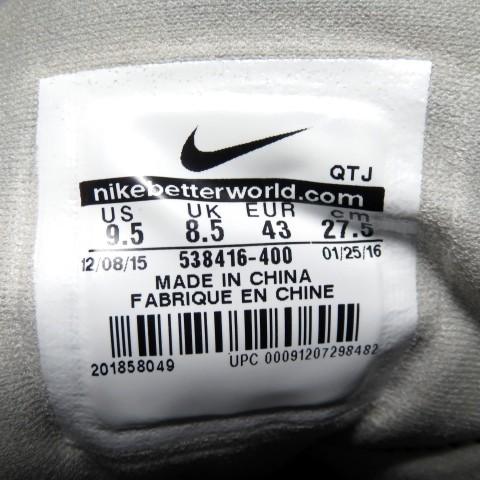 QTJ
nikebetterworld.com
US UK EUR cm
9.5 8.5 43 27.5
12/08/15 538416-400 01/25/16
MADE IN CHINA
FABRIQUE EN CHINE
201858049 UPC 00091207298482